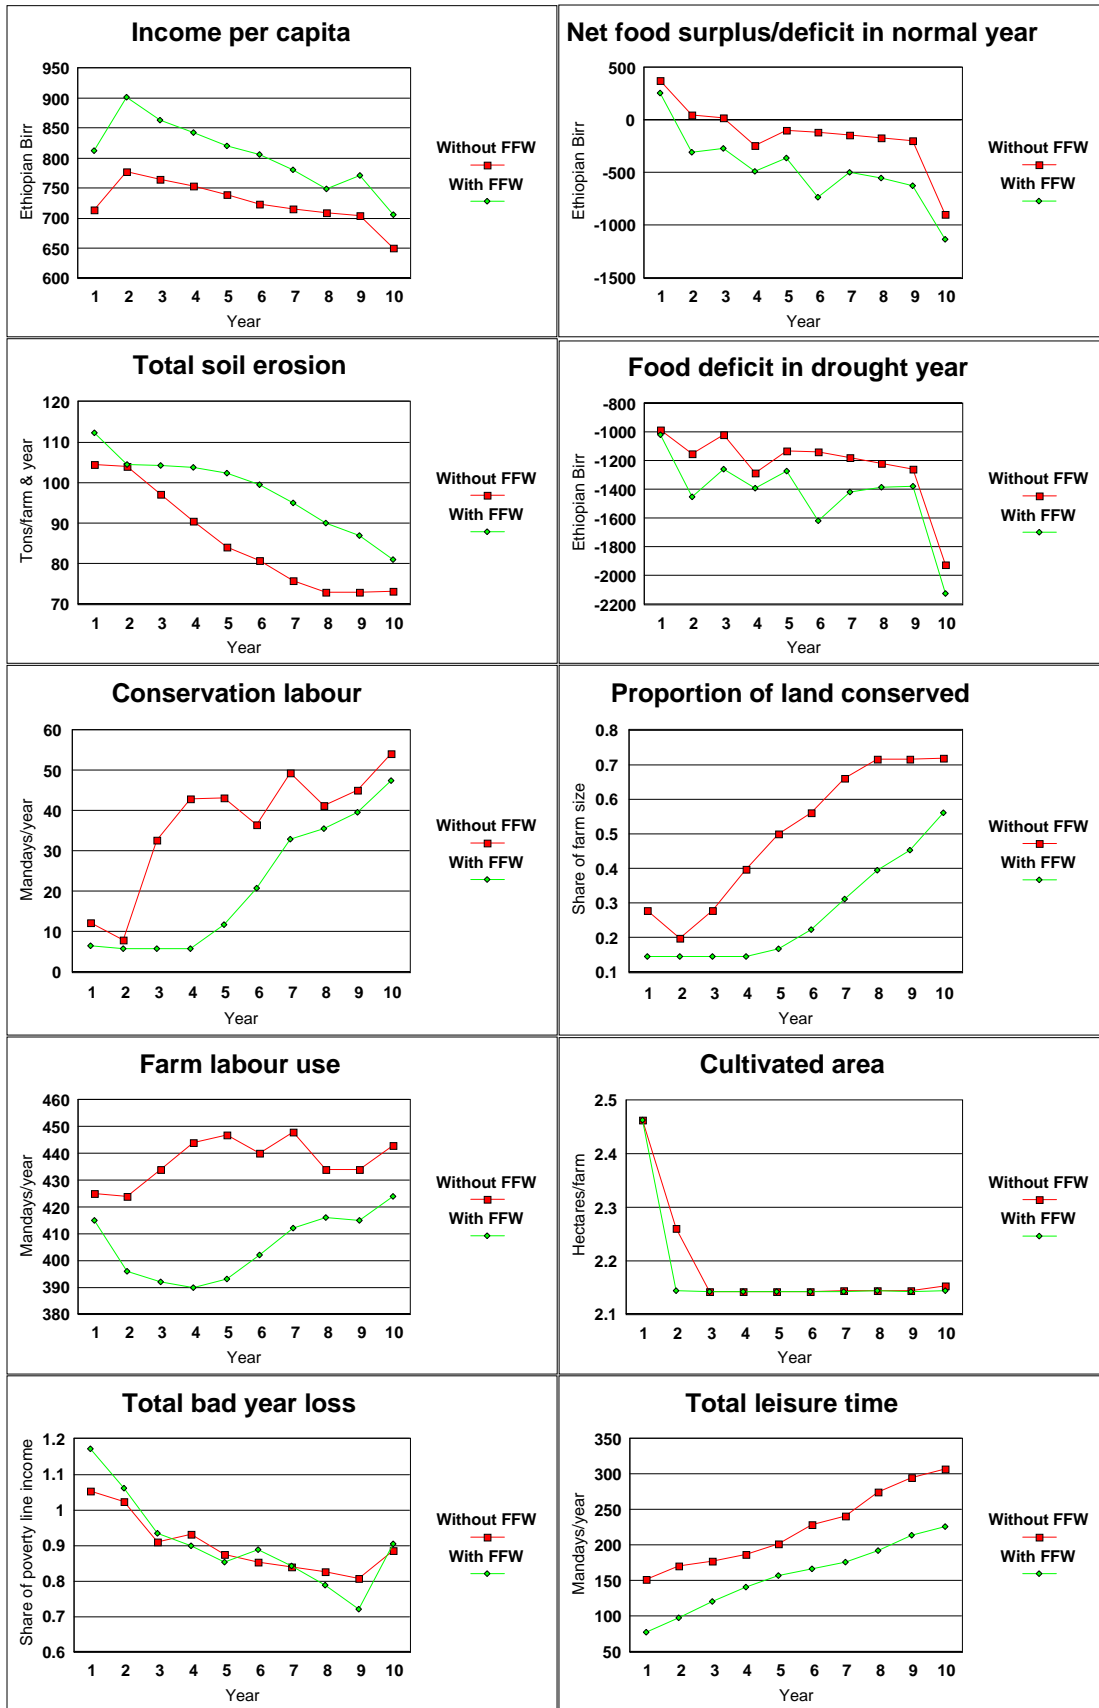 Income per capita
950
900
850
800
750
700
650
600
Ethiopian Birr
1 2 3 4 5 6 7 8 9 10
Year
Without FFW
With FFW
Net food surplus/deficit in normal year
500
0
-500
-1000
-1500
Ethiopian Birr
1 2 3 4 5 6 7 8 9 10
Year
Without FFW
With FFW
Total soil erosion
120
110
100
90
80
70
Tons/farm & year
1 2 3 4 5 6 7 8 9 10
Year
Without FFW
With FFW
Food deficit in drought year
-800
-1000
-1200
-1400
-1600
-1800
-2000
-2200
Ethiopian Birr
1 2 3 4 5 6 7 8 9 10
Year
Without FFW
With FFW
Conservation labour
60
50
40
30
20
10
0
Mandays/year
1 2 3 4 5 6 7 8 9 10
Year
Without FFW
With FFW
Proportion of land conserved
0.8
0.7
0.6
0.5
0.4
0.3
0.2
0.1
Share of farm size
1 2 3 4 5 6 7 8 9 10
Year
Without FFW
With FFW
Farm labour use
460
450
440
430
420
410
400
390
380
Mandays/year
1 2 3 4 5 6 7 8 9 10
Year
Without FFW
With FFW
Cultivated area
2.5
2.4
2.3
2.2
2.1
Hectares/farm
1 2 3 4 5 6 7 8 9 10
Year
Without FFW
With FFW
Total bad year loss
1.2
1.1
1
0.9
0.8
0.7
0.6
Share of poverty line income
1 2 3 4 5 6 7 8 9 10
Year
Without FFW
With FFW
Total leisure time
350
300
250
200
150
100
50
Mandays/year
1 2 3 4 5 6 7 8 9 10
Year
Without FFW
With FFW